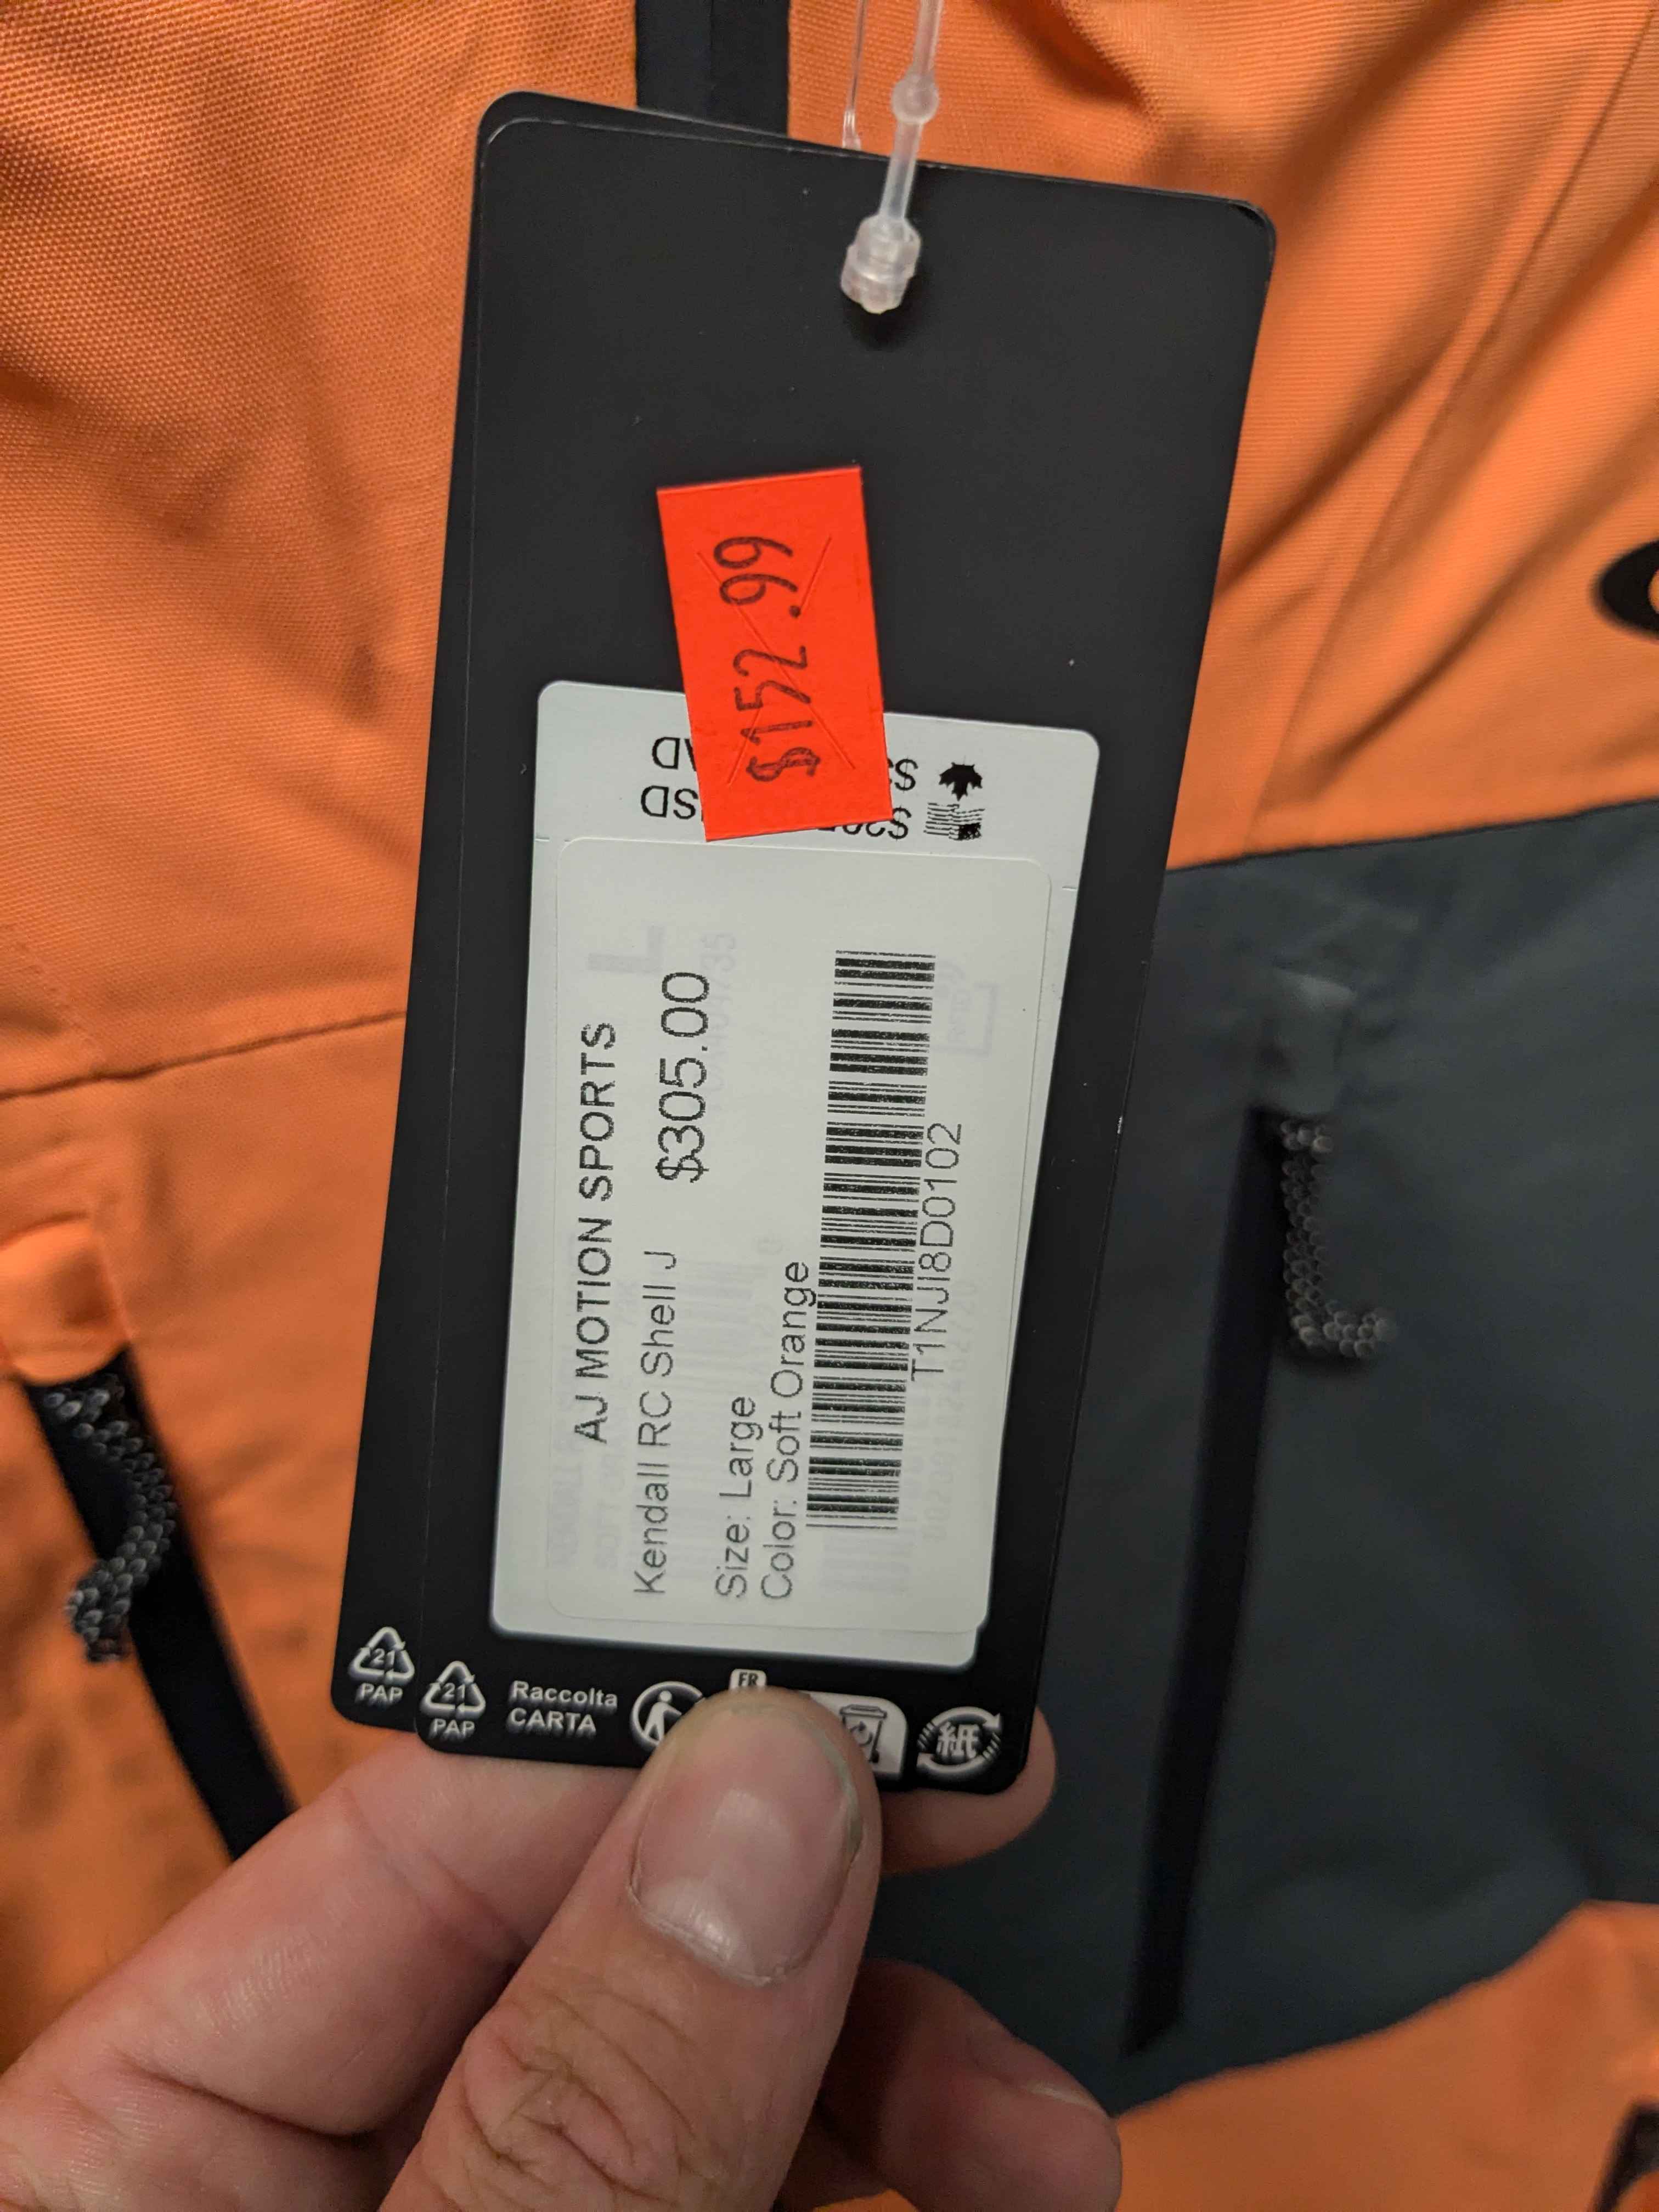 $152.99
AJ MOTION SPORTS
Kendall RC Shell J
$305.00
Size: Large
Color: Soft Orange
T1NJI8D0102
21
PAP
21
PAP
Raccolta
CARTA
FR
紙